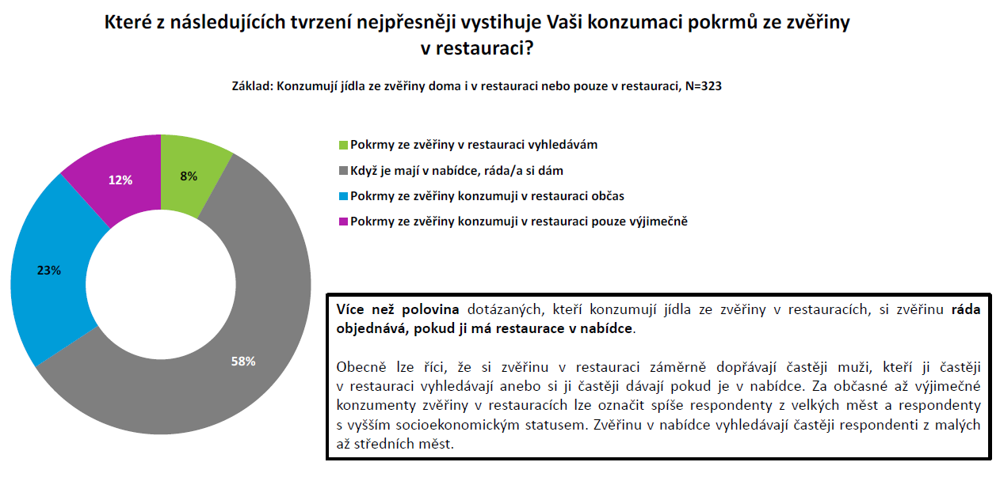 Které z následujících tvrzení nejpřesněji vystihuje Vaši konzumaci pokrmů ze zvěřiny
v restauraci?
Základ: Konzumují jídla ze zvěřiny doma i v restauraci nebo pouze v restauraci, N=323
Pokrmy ze zvěřiny v restauraci vyhledávám
Když je mají v nabídce, ráda/a si dám
Pokrmy ze zvěřiny konzumuji v restauraci občas
Pokrmy ze zvěřiny konzumuji v restauraci pouze výjimečně
8%
12%
23%
58%
Více než polovina dotázaných, kteří konzumují jídla ze zvěřiny v restauracích, si zvěřinu ráda
objednává, pokud ji má restaurace v nabídce.
Obecně lze říci, že si zvěřinu v restauraci záměrně dopřávají častěji muži, kteří ji častěji
v restauraci vyhledávají anebo si ji častěji dávají pokud je v nabídce. Za občasné až výjimečné
konzumenty zvěřiny v restauracích lze označit spíše respondenty z velkých měst a respondenty
s vyšším socioekonomickým statusem. Zvěřinu v nabídce vyhledávají častěji respondenti z malých
až středních měst.